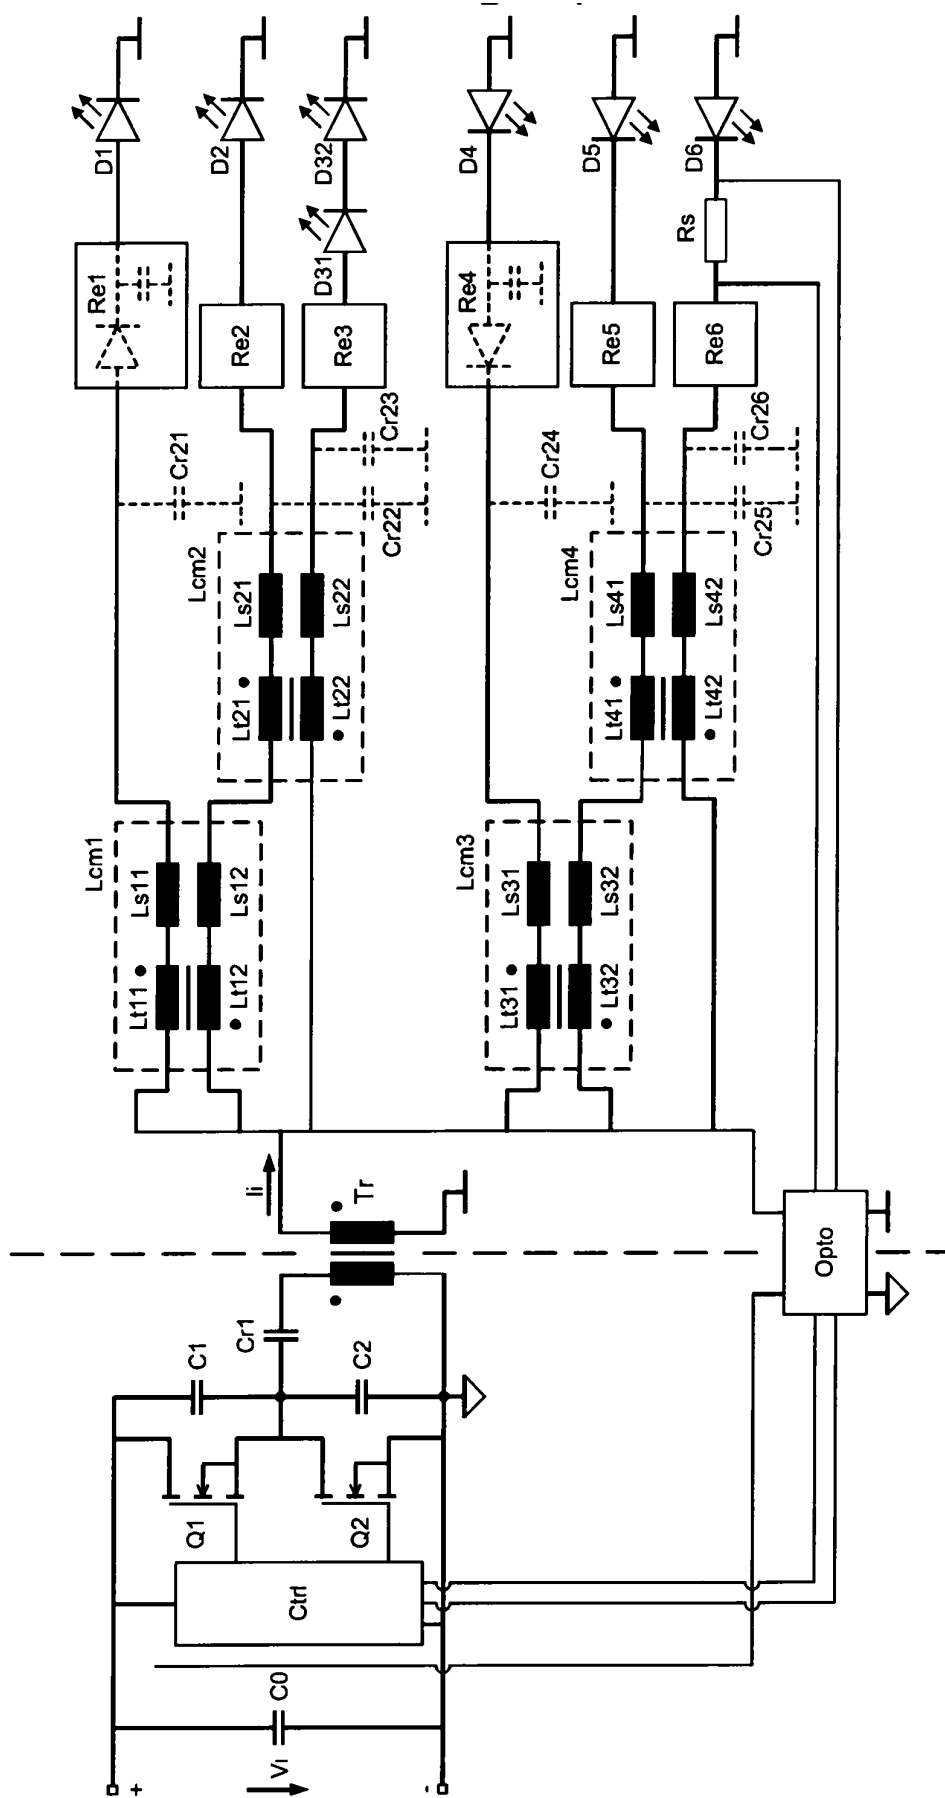 +
-
Vi
C0
Ctrl
Q1
Q2
C1
C2
Cr1
Tr
Ii
Opto
Lcm1
Lt11
Ls11
Lt12
Ls12
Lcm2
Lt21
Ls21
Lt22
Ls22
Cr21
Cr22
Cr23
Re1
Re2
Re3
D1
D2
D31
D32
Lcm3
Lt31
Ls31
Lt32
Ls32
Lcm4
Lt41
Ls41
Lt42
Ls42
Cr24
Cr25
Cr26
Re4
Re5
Re6
Rs
D4
D5
D6